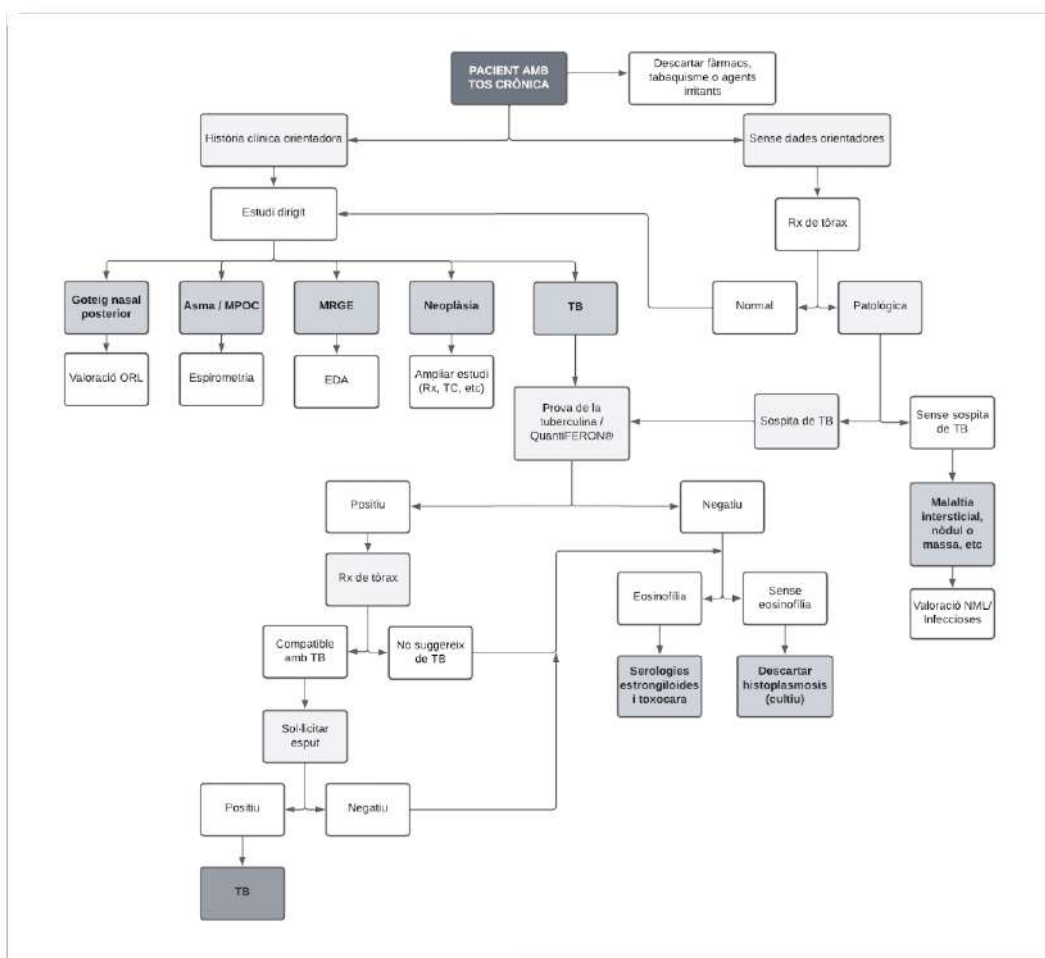 PACIENT AMB
TOS CRÒNICA
Descartar fàrmacs,
tabaquisme o agents
irritants
Història clínica orientadora
Sense dades orientadores
Estudi dirigit
Rx de tòrax
Goteig nasal
posterior
Asma / MPOC
MRGE
Neoplàsia
TB
Normal
Patològica
Valoració ORL
Espirometria
EDA
Ampliar estudi
(Rx, TC, etc)
Prova de la
tuberculina /
QuantiFERON®
Sospita de TB
Sense sospita
de TB
Positiu
Negatiu
Malaltia
intersticial,
nòdul o
massa, etc
Rx de tòrax
Eosinofília
Sense
eosinofília
Valoració NML/
Infeccioses
Compatible
amb TB
No suggereix
de TB
Serologies
estrongiloides
i toxocara
Descartar
histoplasmosis
(cultiu)
Sol·licitar
esput
Positiu
Negatiu
TB